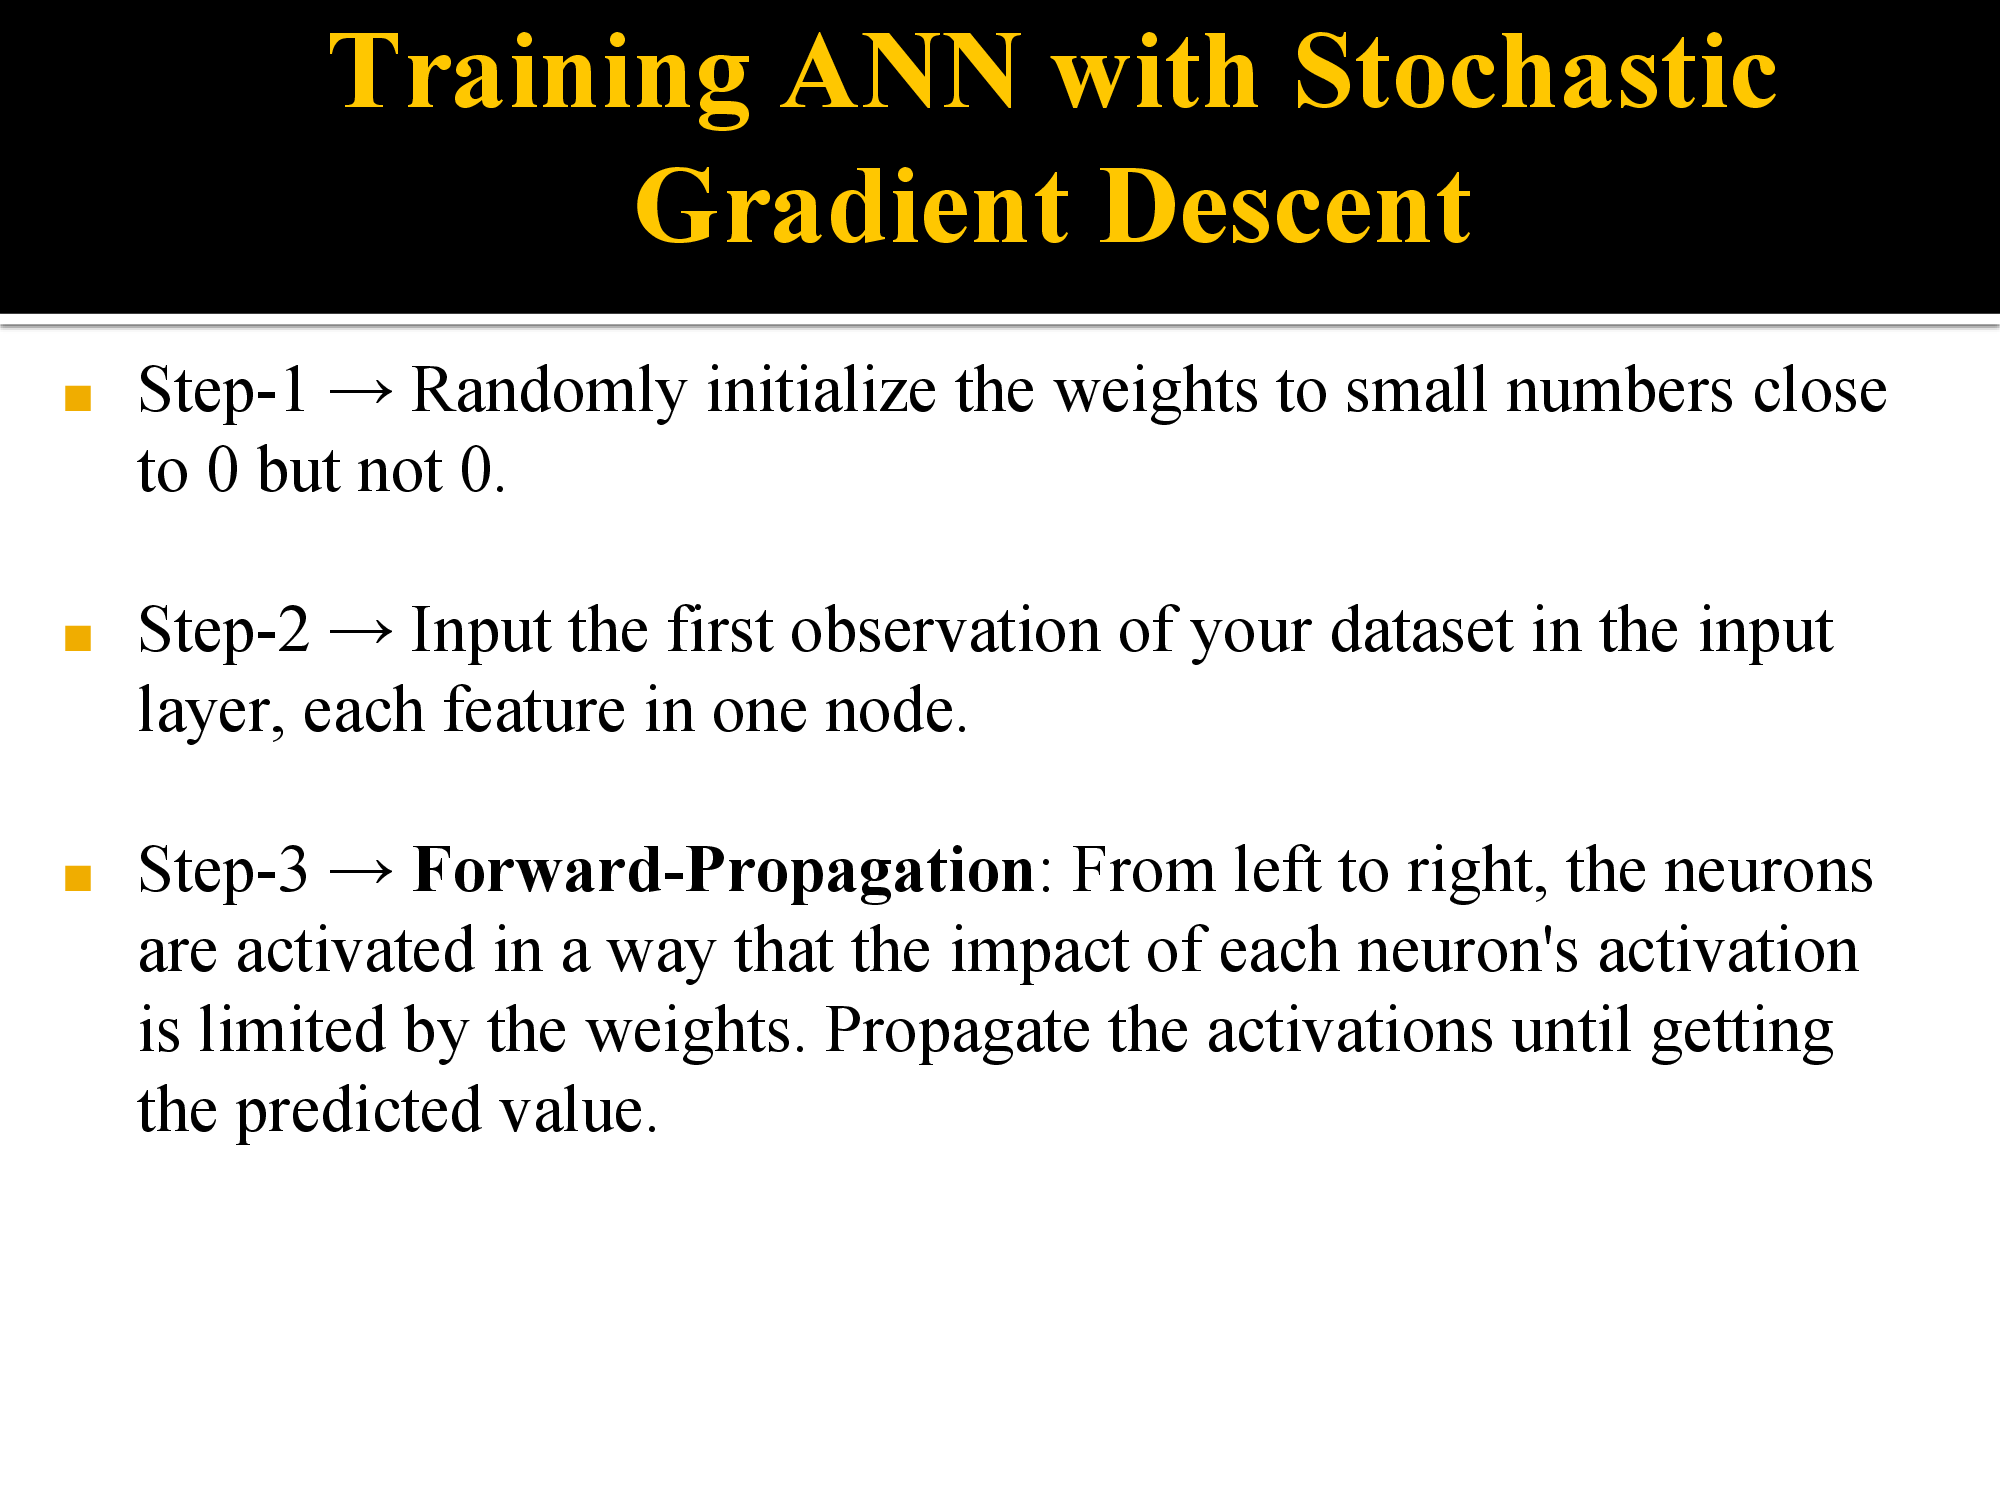 Training ANN with Stochastic
Gradient Descent
■ Step-1 → Randomly initialize the weights to small numbers close
to 0 but not 0.
■ Step-2 → Input the first observation of your dataset in the input
layer, each feature in one node.
■ Step-3 → Forward-Propagation: From left to right, the neurons
are activated in a way that the impact of each neuron's activation
is limited by the weights. Propagate the activations until getting
the predicted value.